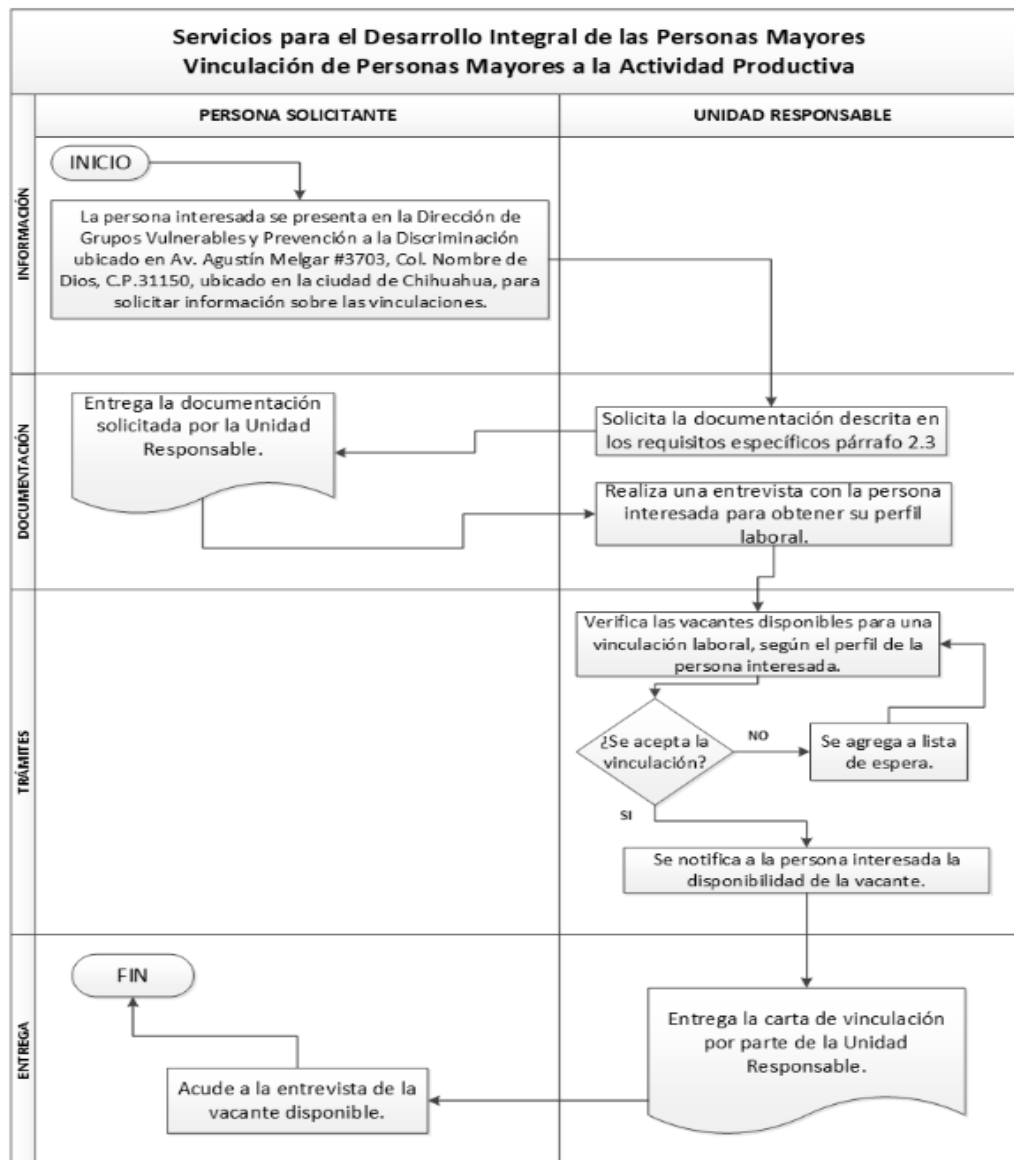 Servicios para el Desarrollo Integral de las Personas Mayores
Vinculación de Personas Mayores a la Actividad Productiva
PERSONA SOLICITANTE
UNIDAD RESPONSABLE
INFORMACIÓN
INICIO
La persona interesada se presenta en la Dirección de
Grupos Vulnerables y Prevención a la Discriminación
ubicado en Av. Agustín Melgar #3703, Col. Nombre de
Dios, C.P.31150, ubicado en la ciudad de Chihuahua, para
solicitar información sobre las vinculaciones.
DOCUMENTACIÓN
Solicita la documentación descrita en
los requisitos específicos párrafo 2.3
Entrega la documentación
solicitada por la Unidad
Responsable.
Realiza una entrevista con la persona
interesada para obtener su perfil
laboral.
TRÁMITES
Verifica las vacantes disponibles para una
vinculación laboral, según el perfil de la
persona interesada.
¿Se acepta la
vinculación?
NO
Se agrega a lista
de espera.
SI
Se notifica a la persona interesada la
disponibilidad de la vacante.
ENTREGA
Entrega la carta de vinculación
por parte de la Unidad
Responsable.
Acude a la entrevista de la
vacante disponible.
FIN